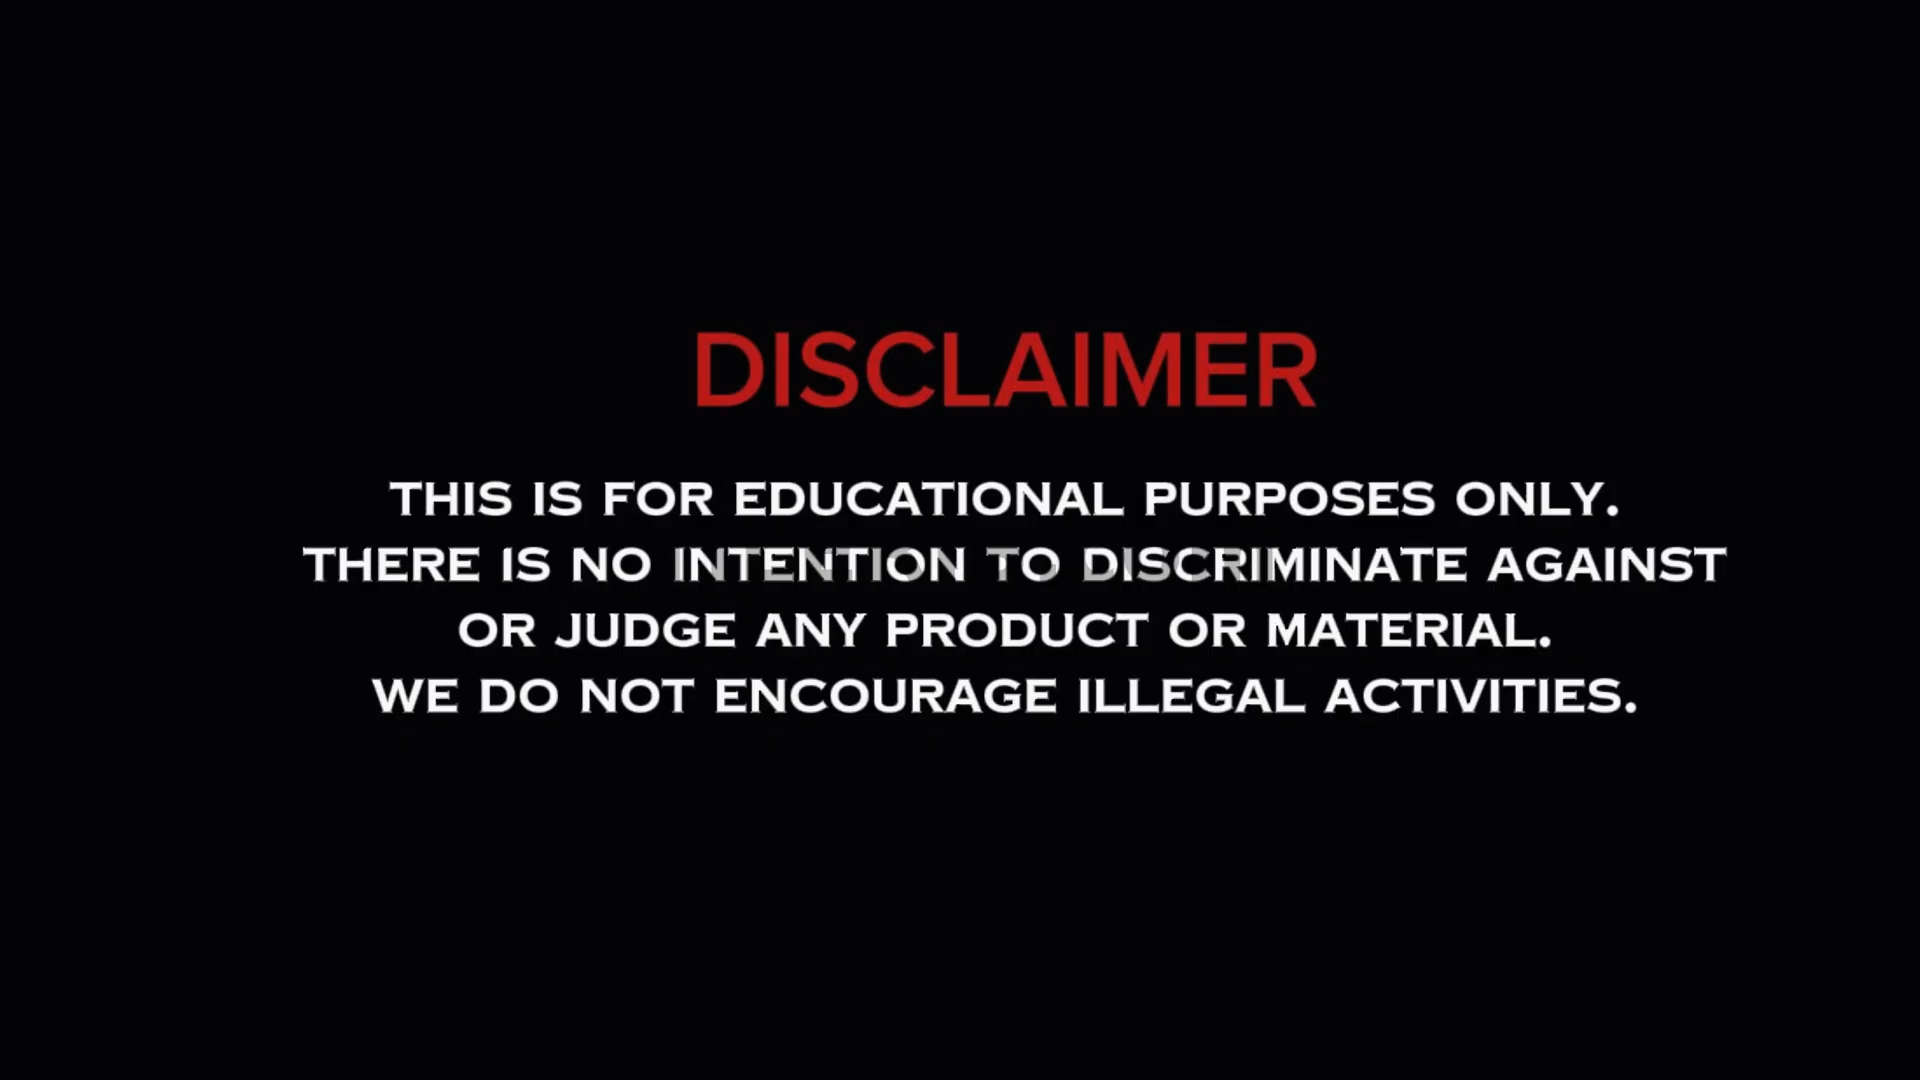 DISCLAIMER
THIS IS FOR EDUCATIONAL PURPOSES ONLY.
THERE IS NO INTENTION TO DISCRIMINATE AGAINST
OR JUDGE ANY PRODUCT OR MATERIAL.
WE DO NOT ENCOURAGE ILLEGAL ACTIVITIES.